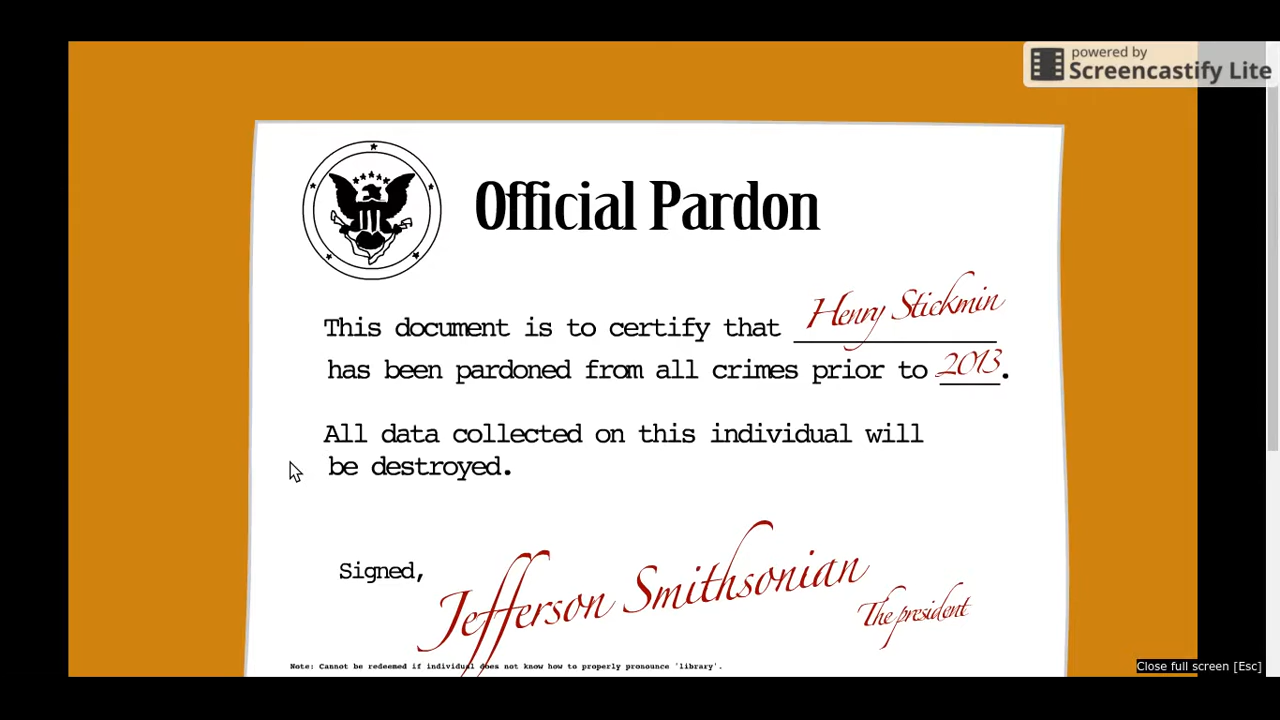 powered by
Screencastify Lite
Official Pardon
This document is to certify that Henry Stickmin
has been pardoned from all crimes prior to 2013.
All data collected on this individual will
be destroyed.
Signed, Jefferson Smithsonian
The president
Note: Cannot be redeemed if individual does not know how to properly pronounce 'library'.
Close full screen [Esc]